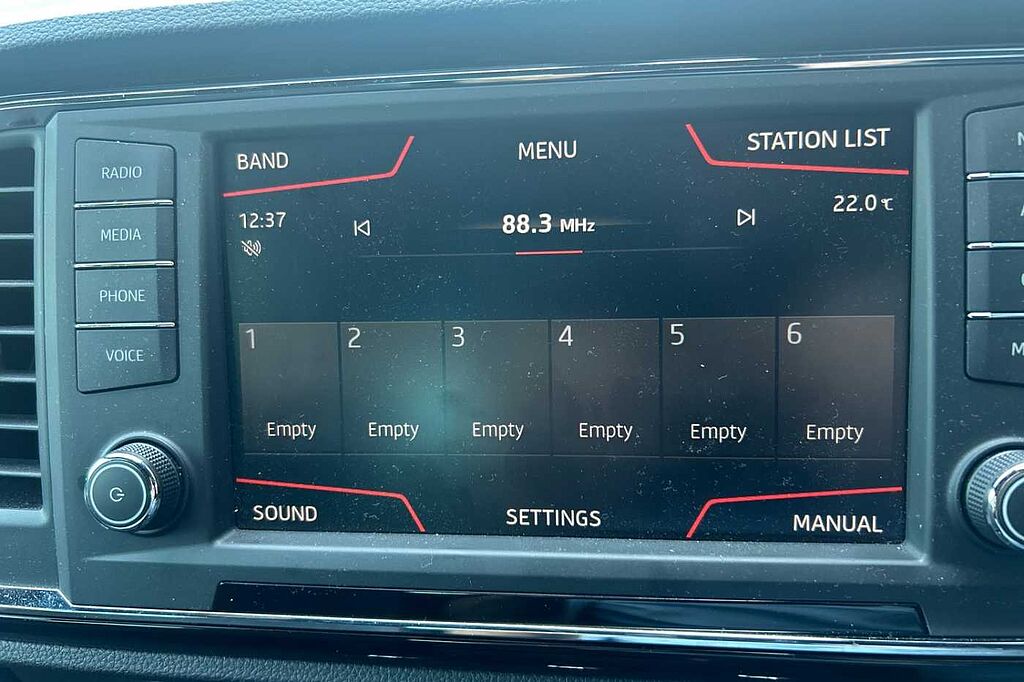 RADIO
MEDIA
PHONE
VOICE
BAND
MENU
STATION LIST
12:37
88.3 MHz
22.0 ℃
1 2 3 4 5 6
Empty Empty Empty Empty Empty Empty
SOUND
SETTINGS
MANUAL